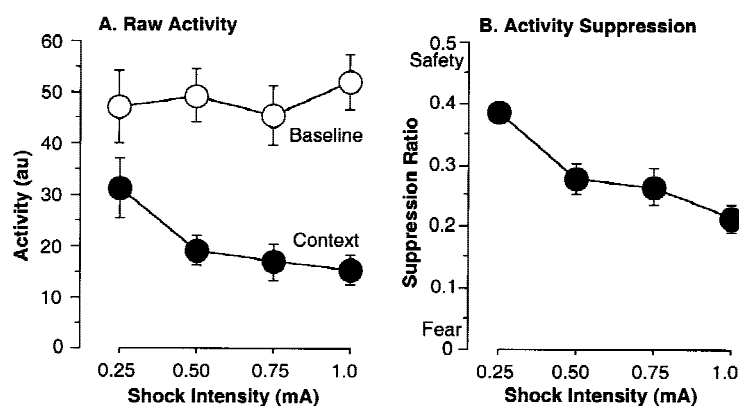 A. Raw Activity
60
50
40
30
20
10
0
Activity (au)
Baseline
Context
0.25 0.50 0.75 1.0
Shock Intensity (mA)
B. Activity Suppression
0.5
Safety
0.4
0.3
0.2
0.1
Fear
0
Suppression Ratio
0.25 0.50 0.75 1.0
Shock Intensity (mA)